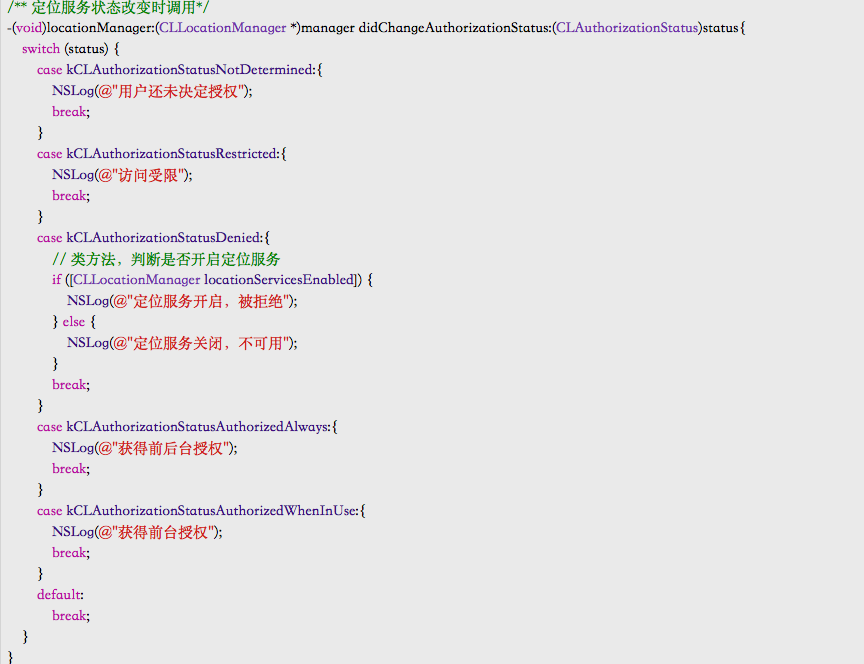 /** 定位服务状态改变时调用*/
-(void)locationManager:(CLLocationManager *)manager didChangeAuthorizationStatus:(CLAuthorizationStatus)status{
switch (status) {
case kCLAuthorizationStatusNotDetermined:{
NSLog(@"用户还未决定授权");
break;
}
case kCLAuthorizationStatusRestricted:{
NSLog(@"访问受限");
break;
}
case kCLAuthorizationStatusDenied:{
// 类方法，判断是否开启定位服务
if ([CLLocationManager locationServicesEnabled]) {
NSLog(@"定位服务开启，被拒绝");
} else {
NSLog(@"定位服务关闭，不可用");
}
break;
}
case kCLAuthorizationStatusAuthorizedAlways:{
NSLog(@"获得前后台授权");
break;
}
case kCLAuthorizationStatusAuthorizedWhenInUse:{
NSLog(@"获得前台授权");
break;
}
default:
break;
}
}